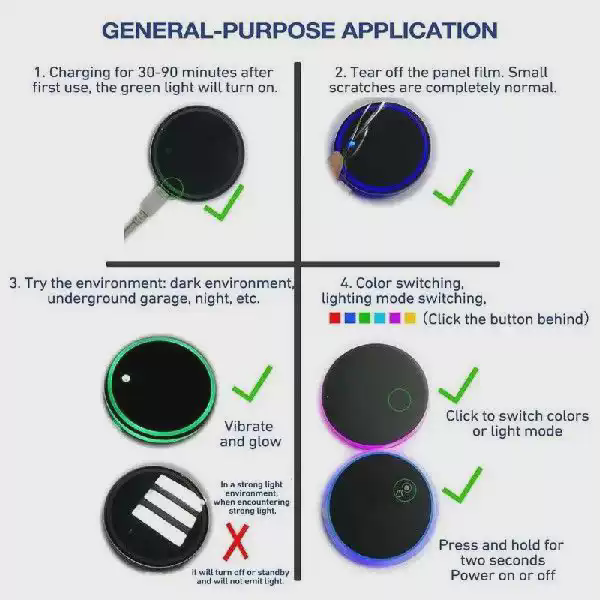 GENERAL-PURPOSE APPLICATION
1. Charging for 30-90 minutes after
first use, the green light will turn on.
2. Tear off the panel film. Small
scratches are completely normal.
3. Try the environment: dark environment,
underground garage, night, etc.
Vibrate
and glow
In a strong light
environment,
when encountering
strong light.
it will turn off or standby
and will not emit light.
4. Color switching,
lighting mode switching,
(Click the button behind)
Click to switch colors
or light mode
Press and hold for
two seconds
Power on or off